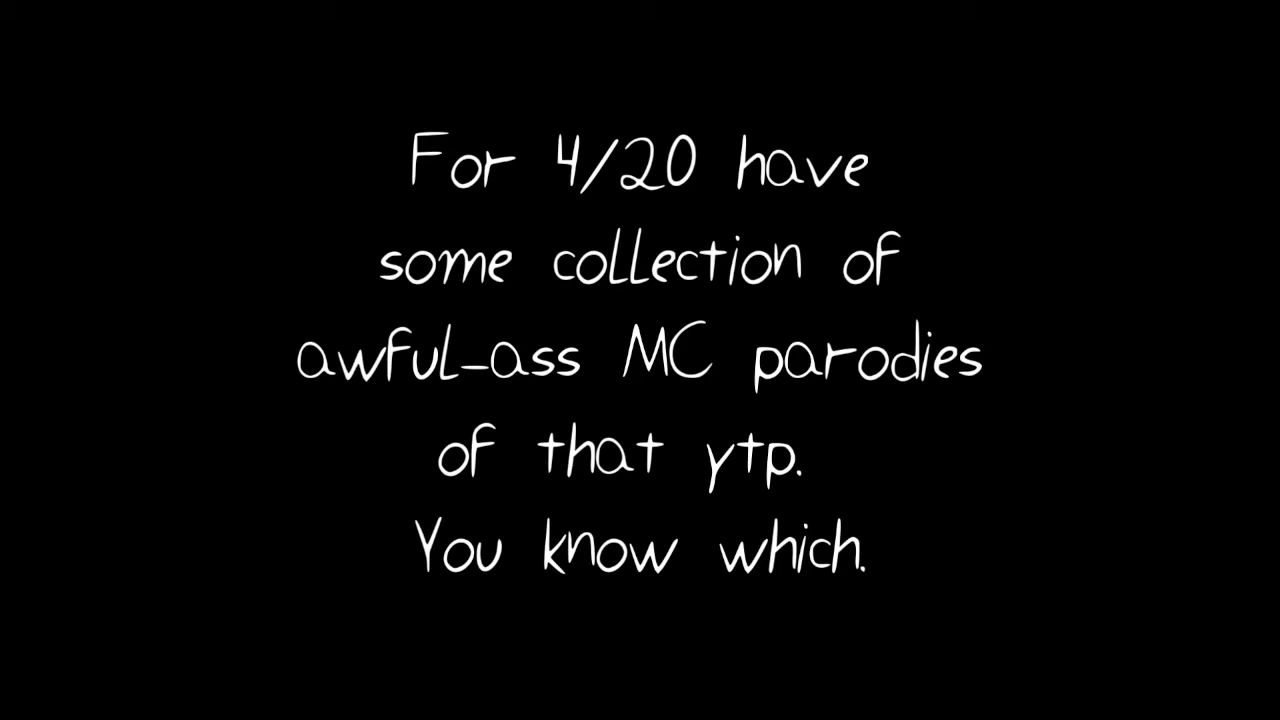 For 4/20 have
some collection of
awful-ass MC parodies
of that ytp.
You know which.